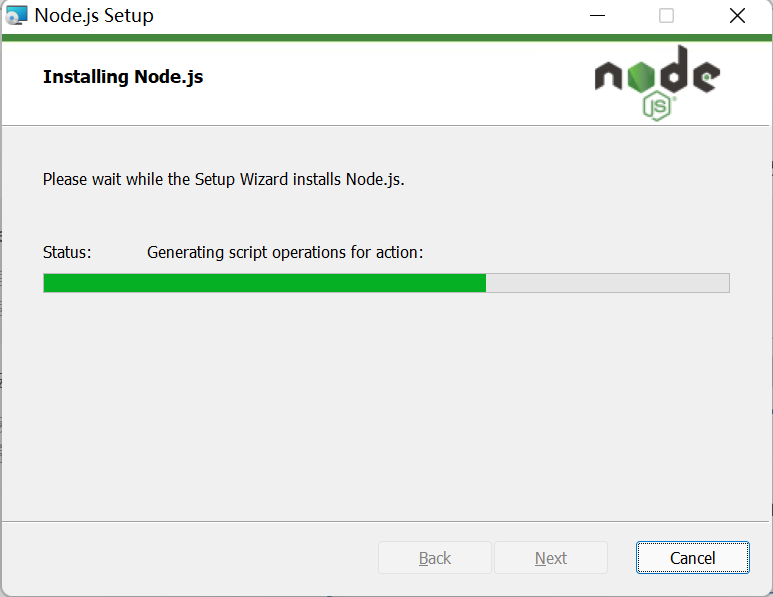 Node.js Setup
Installing Node.js
node
JS
Please wait while the Setup Wizard installs Node.js.
Status: Generating script operations for action:
Back Next Cancel